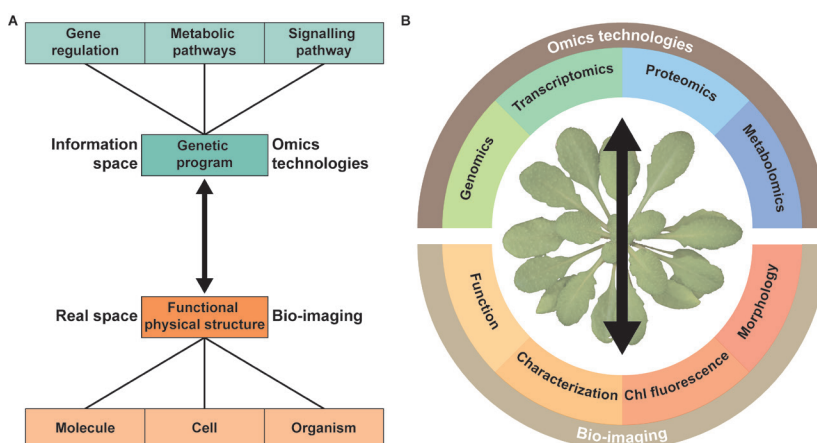 A
Gene
regulation
Metabolic
pathways
Signalling
pathway
Information
space
Genetic
program
Omics
technologies
Real space
Functional
physical structure
Bio-imaging
Molecule
Cell
Organism
B
Omics technologies
Genomics
Transcriptomics
Proteomics
Metabolomics
Function
Characterization
Chl fluorescence
Morphology
Bio-imaging